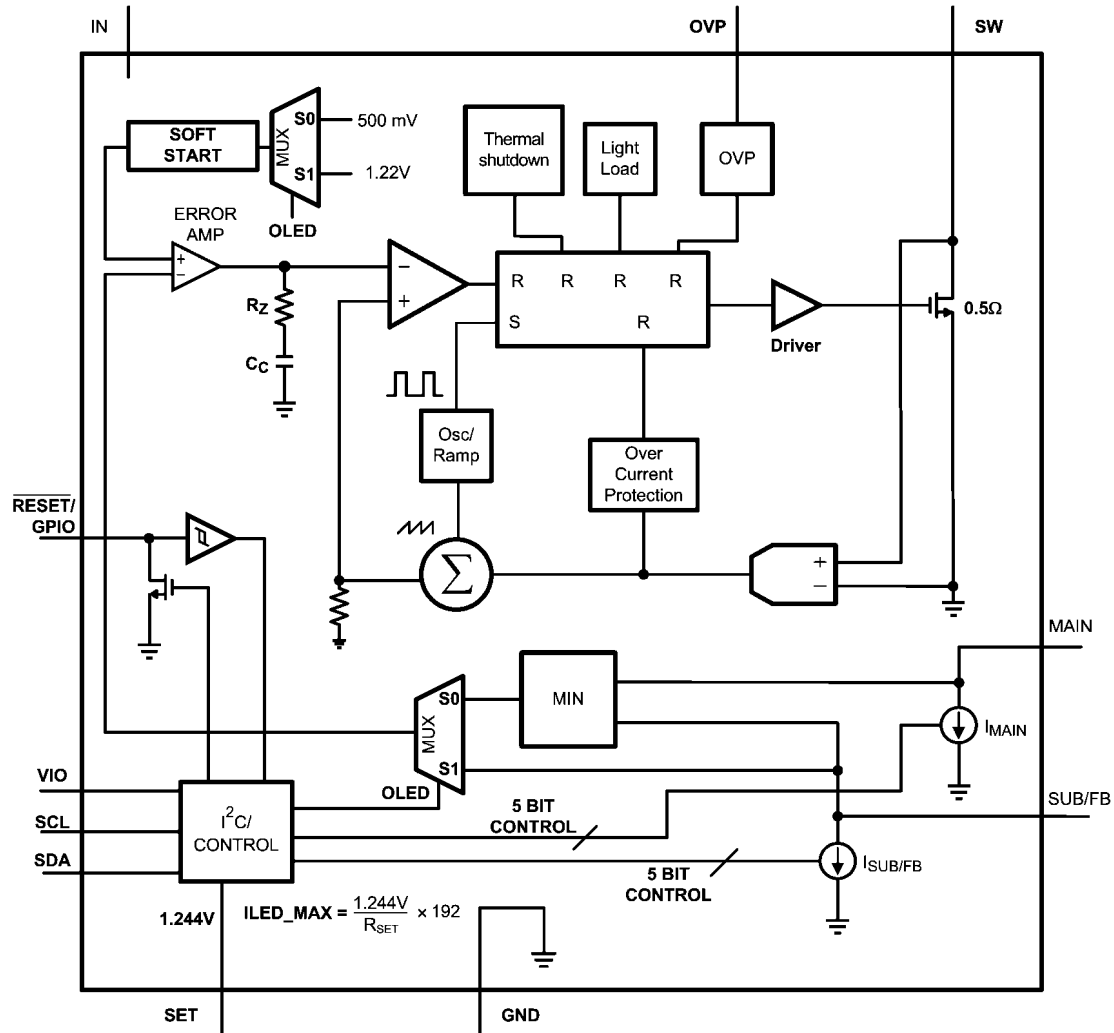 IN
OVP
SW
SOFT
START
MUX
S0
500 mV
S1
1.22V
OLED
Thermal
shutdown
Light
Load
OVP
ERROR
AMP
+
−
RZ
CC
−
+
R
R
R
R
S
R
Driver
0.5Ω
Osc/
Ramp
Over
Current
Protection
RESET/
GPIO
Σ
+
−
MAIN
MUX
S0
S1
MIN
IMAIN
VIO
SCL
SDA
I2C/
CONTROL
OLED
5 BIT
CONTROL
SUB/FB
5 BIT
CONTROL
ISUB/FB
1.244V
ILED_MAX = 1.244V / RSET × 192
SET
GND